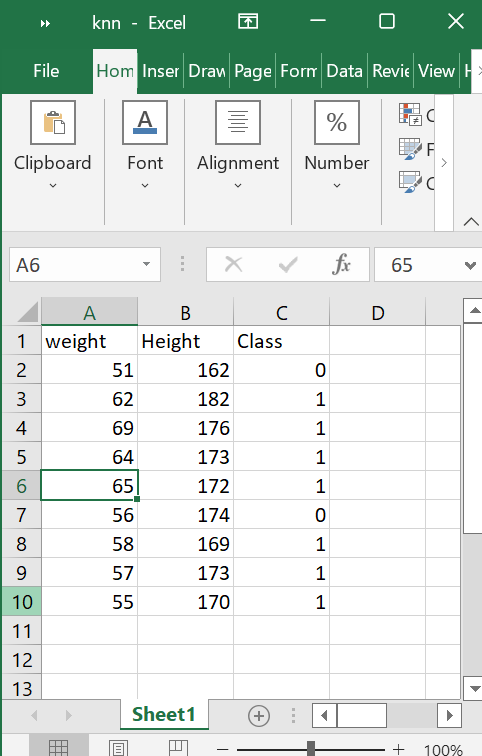 knn - Excel
File Hom Inser Draw Page Form Data Revie View H
A %
Clipboard Font Alignment Number
C
F
C
A6 fx 65
A B C D
1 weight Height Class
2 51 162 0
3 62 182 1
4 69 176 1
5 64 173 1
6 65 172 1
7 56 174 0
8 58 169 1
9 57 173 1
10 55 170 1
11
12
13
Sheet1
100%